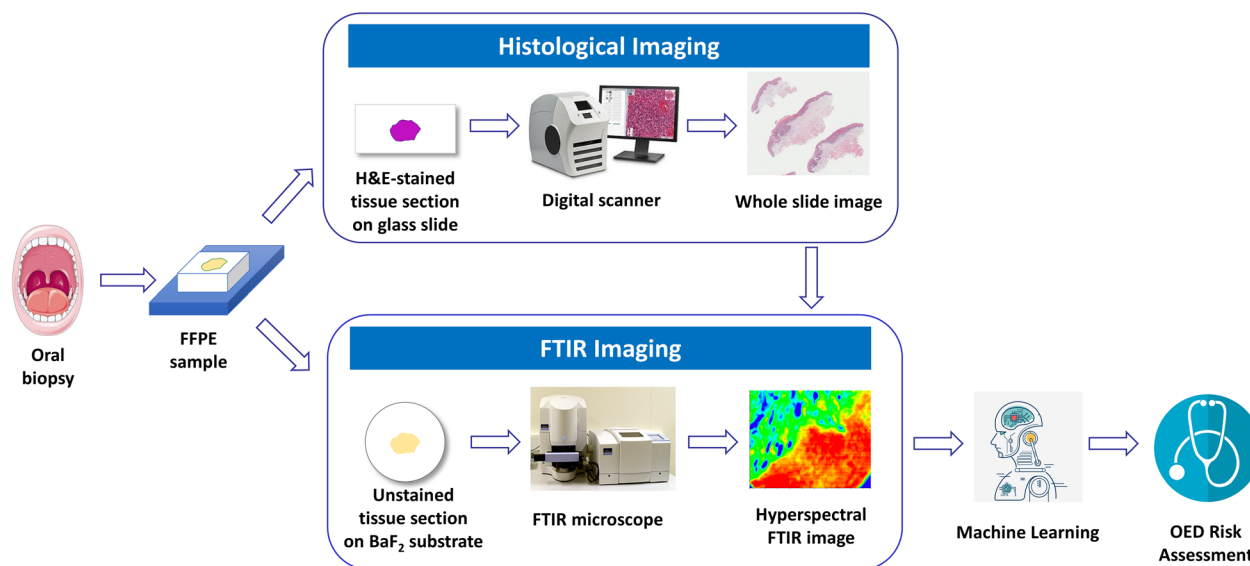 Histological Imaging
H&E-stained
tissue section
on glass slide
Digital scanner
Whole slide image
Oral
biopsy
FFPE
sample
FTIR Imaging
Unstained
tissue section
on BaF₂ substrate
FTIR microscope
Hyperspectral
FTIR image
Machine Learning
OED Risk
Assessment